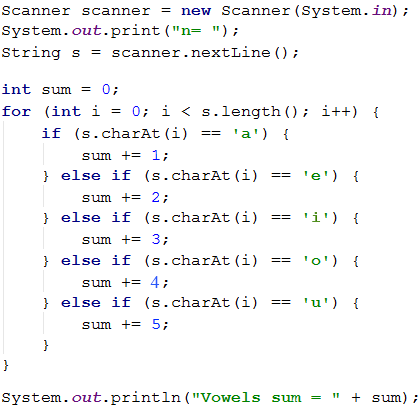 Scanner scanner = new Scanner(System.in);
System.out.print("n= ");
String s = scanner.nextLine();

int sum = 0;
for (int i = 0; i < s.length(); i++) {
    if (s.charAt(i) == 'a') {
        sum += 1;
    } else if (s.charAt(i) == 'e') {
        sum += 2;
    } else if (s.charAt(i) == 'i') {
        sum += 3;
    } else if (s.charAt(i) == 'o') {
        sum += 4;
    } else if (s.charAt(i) == 'u') {
        sum += 5;
    }
}

System.out.println("Vowels sum = " + sum);